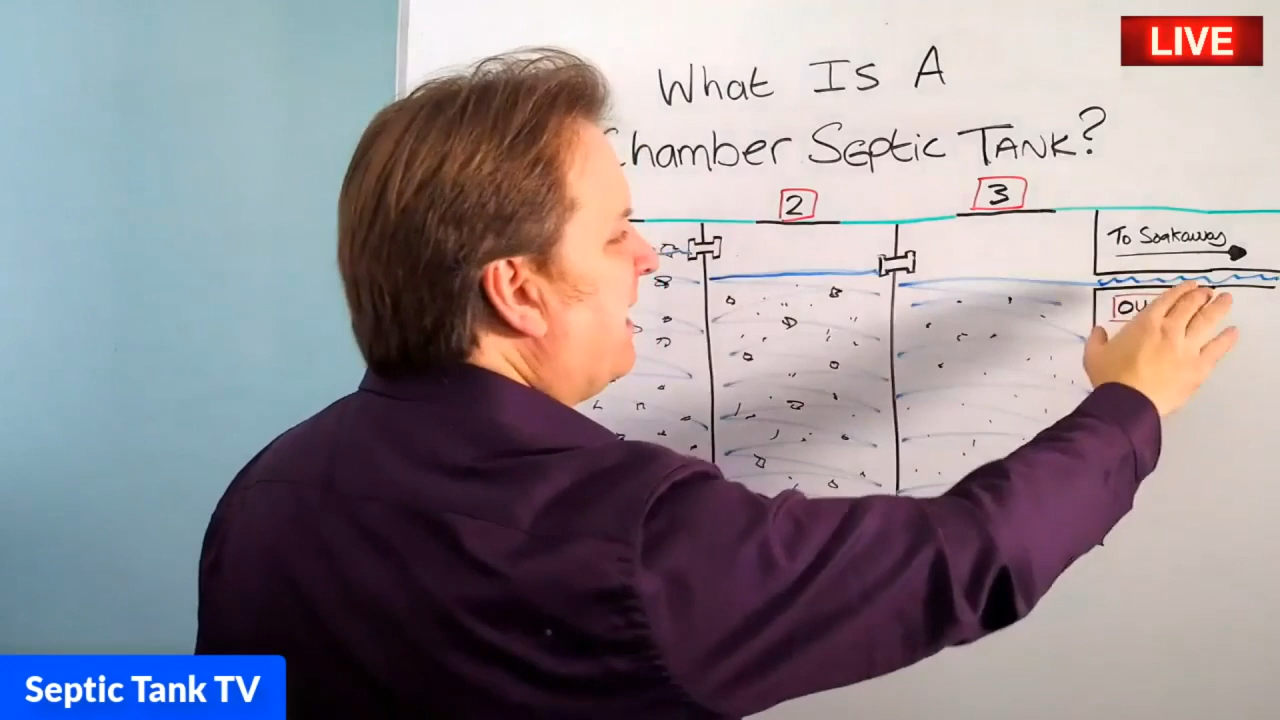 LIVE
What Is A
Chamber Septic Tank?
2
3
To Soakaway
Septic Tank TV